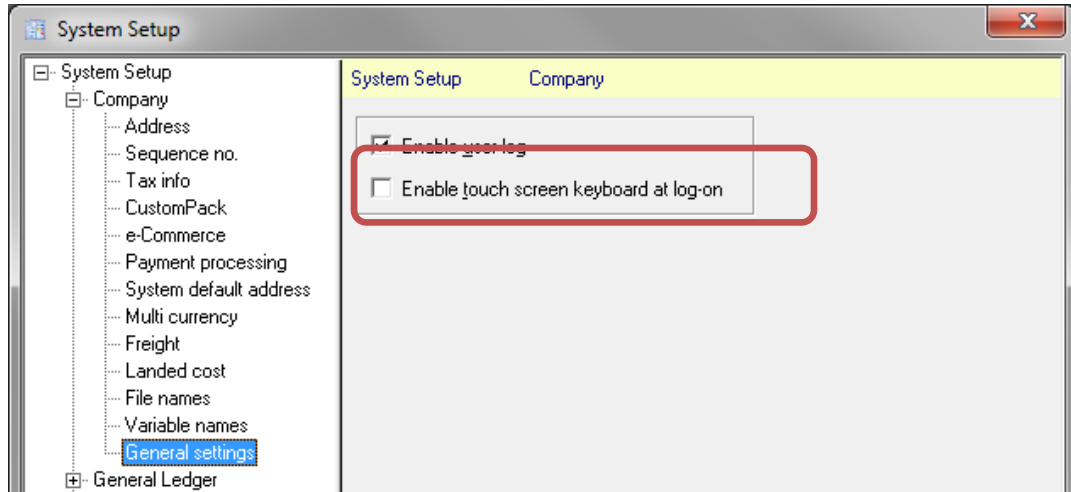 System Setup
System Setup
Company
Address
Sequence no.
Tax info
CustomPack
e-Commerce
Payment processing
System default address
Multi currency
Freight
Landed cost
File names
Variable names
General settings
General Ledger
System Setup Company
Enable user log
Enable touch screen keyboard at log-on